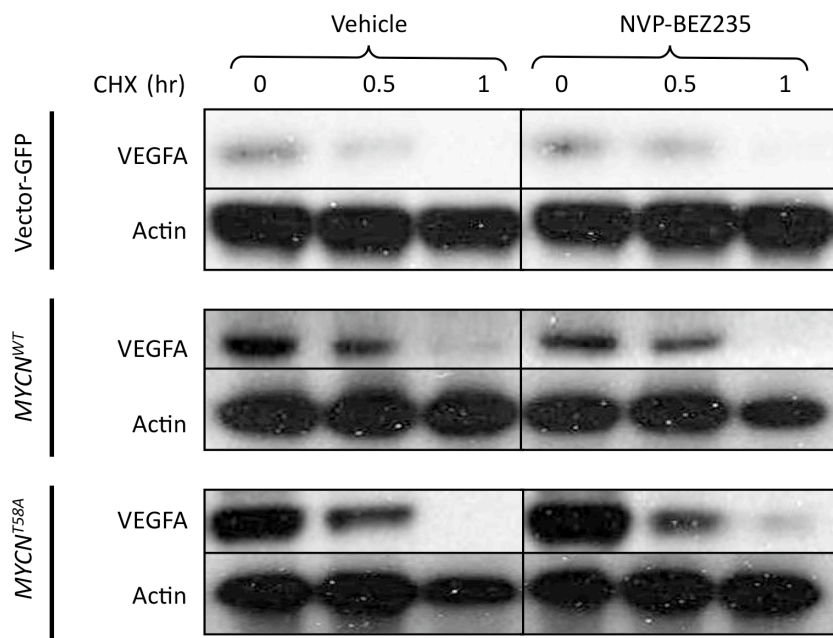 Vehicle NVP-BEZ235
CHX (hr) 0 0.5 1 0 0.5 1
Vector-GFP
VEGFA
Actin
MYCN^WT
VEGFA
Actin
MYCN^T58A
VEGFA
Actin